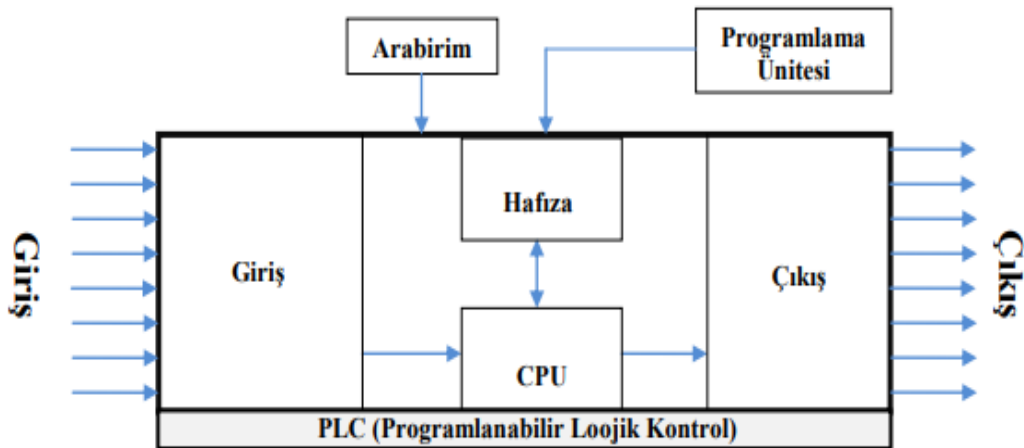 Arabirim
Programlama
Ünitesi
Giriş
Giriş
Hafıza
CPU
Çıkış
Çıkış
PLC (Programlanabilir Loojik Kontrol)